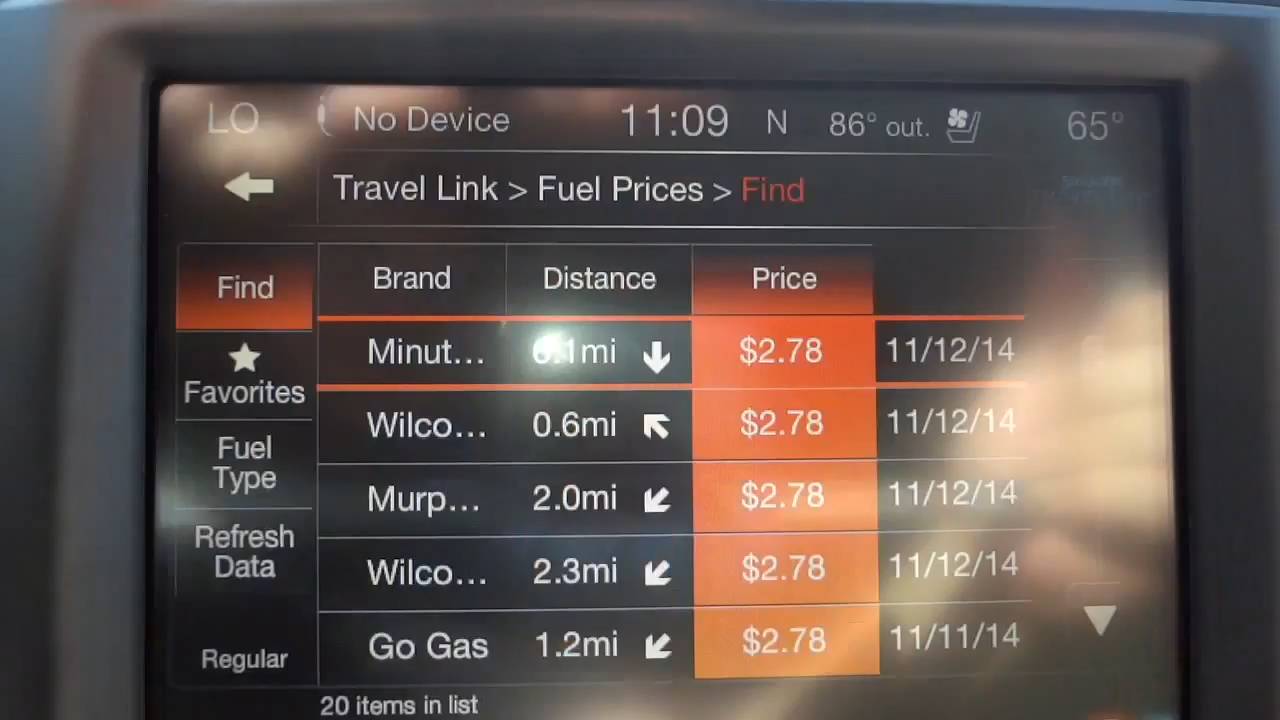 LO No Device 11:09 N 86° out. 65°
Travel Link > Fuel Prices > Find
Find
Brand Distance Price
Minut... 0.1mi $2.78 11/12/14
Favorites
Wilco... 0.6mi $2.78 11/12/14
Fuel
Type
Murp... 2.0mi $2.78 11/12/14
Refresh
Data
Wilco... 2.3mi $2.78 11/12/14
Regular
Go Gas 1.2mi $2.78 11/11/14
20 items in list